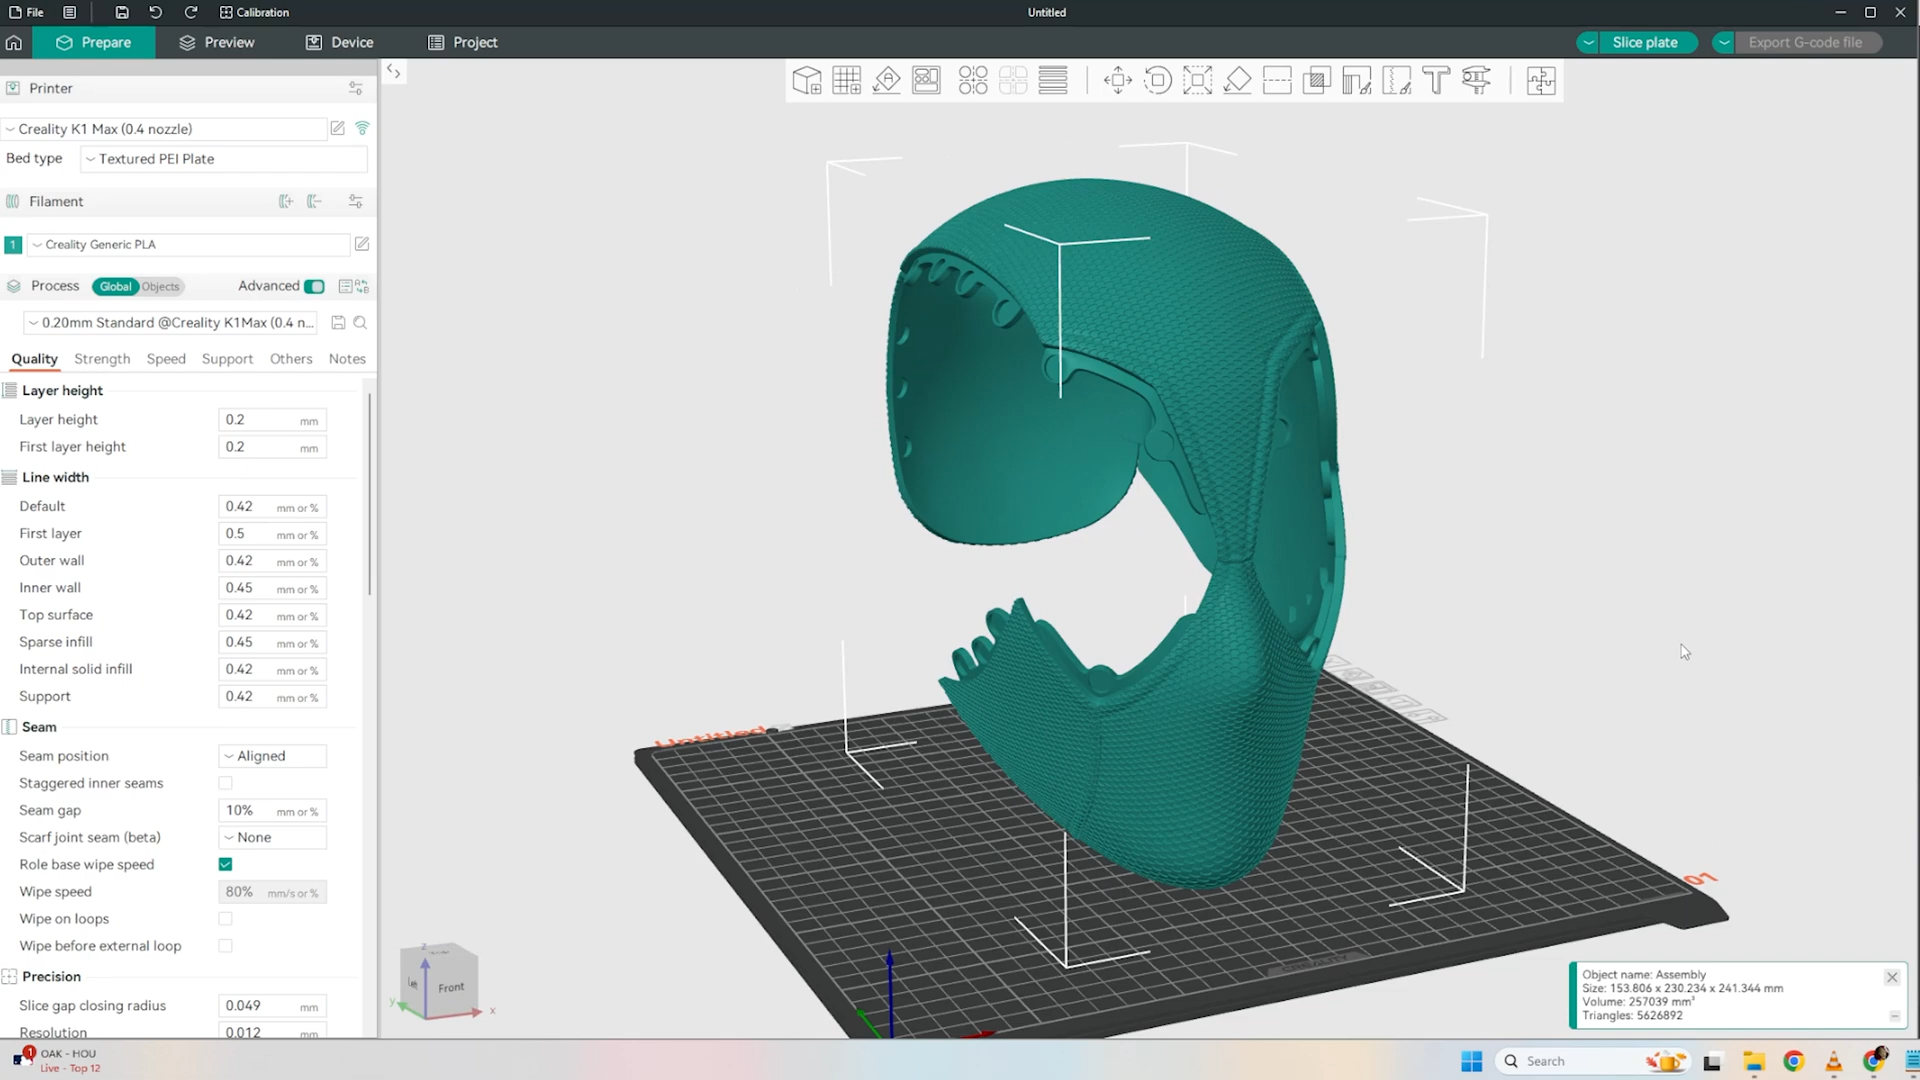 File
Calibration
Untitled
Prepare
Preview
Device
Project
Slice plate
Export G-code file
Printer
Creality K1 Max (0.4 nozzle)
Bed type
Textured PEI Plate
Filament
1
Creality Generic PLA
Process
Global
Objects
Advanced
0.20mm Standard @Creality K1Max (0.4 n...
Quality
Strength
Speed
Support
Others
Notes
Layer height
Layer height 0.2 mm
First layer height 0.2 mm
Line width
Default 0.42 mm or %
First layer 0.5 mm or %
Outer wall 0.42 mm or %
Inner wall 0.45 mm or %
Top surface 0.42 mm or %
Sparse infill 0.45 mm or %
Internal solid infill 0.42 mm or %
Support 0.42 mm or %
Seam
Seam position Aligned
Staggered inner seams
Seam gap 10% mm or %
Scarf joint seam (beta) None
Role base wipe speed
Wipe speed 80% mm/s or %
Wipe on loops
Wipe before external loop
Precision
Slice gap closing radius 0.049 mm
Resolution 0.012 mm
Untitled
01
z
Left
Front
y
x
Object name: Assembly
Size: 153.806 x 230.234 x 241.344 mm
Volume: 257039 mm³
Triangles: 5626892
1
OAK - HOU
Live - Top 12
Search